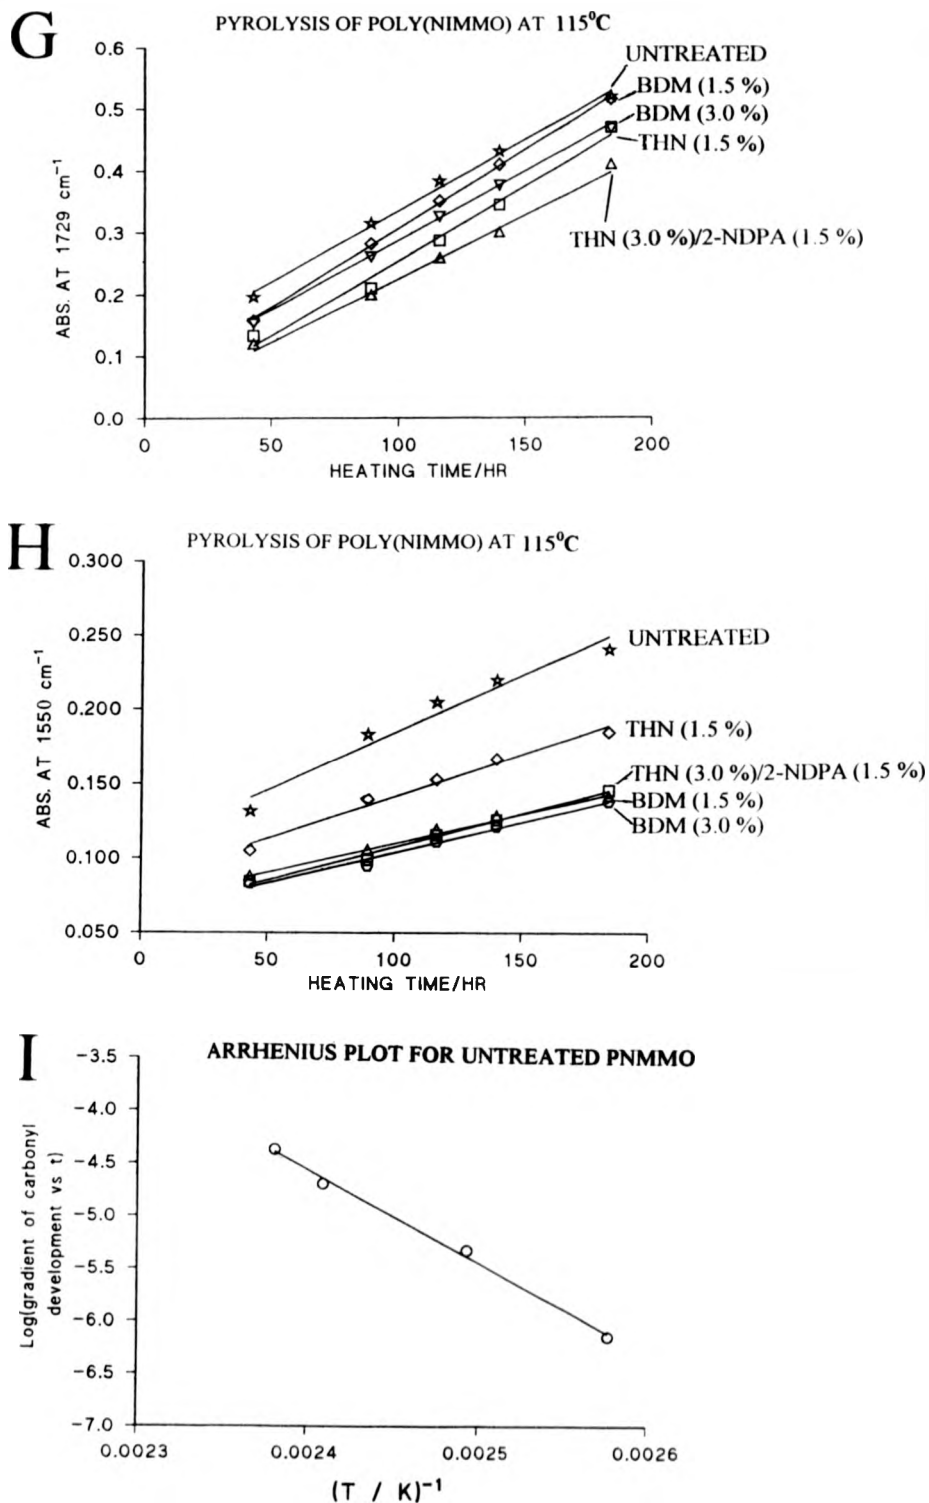 G
PYROLYSIS OF POLY(NIMMO) AT 115⁰C
0.6
0.5
0.4
0.3
0.2
0.1
0.0
ABS. AT 1729 cm⁻¹
UNTREATED
BDM (1.5 %)
BDM (3.0 %)
THN (1.5 %)
THN (3.0 %)/2-NDPA (1.5 %)
0 50 100 150 200
HEATING TIME/HR
H
PYROLYSIS OF POLY(NIMMO) AT 115⁰C
0.300
0.250
0.200
0.150
0.100
0.050
ABS. AT 1550 cm⁻¹
UNTREATED
THN (1.5 %)
THN (3.0 %)/2-NDPA (1.5 %)
BDM (1.5 %)
BDM (3.0 %)
0 50 100 150 200
HEATING TIME/HR
I
ARRHENIUS PLOT FOR UNTREATED PNMMO
−3.5
−4.0
−4.5
−5.0
−5.5
−6.0
−6.5
−7.0
Log(gradient of carbonyl
development vs t)
0.0023 0.0024 0.0025 0.0026
(T / K)⁻¹